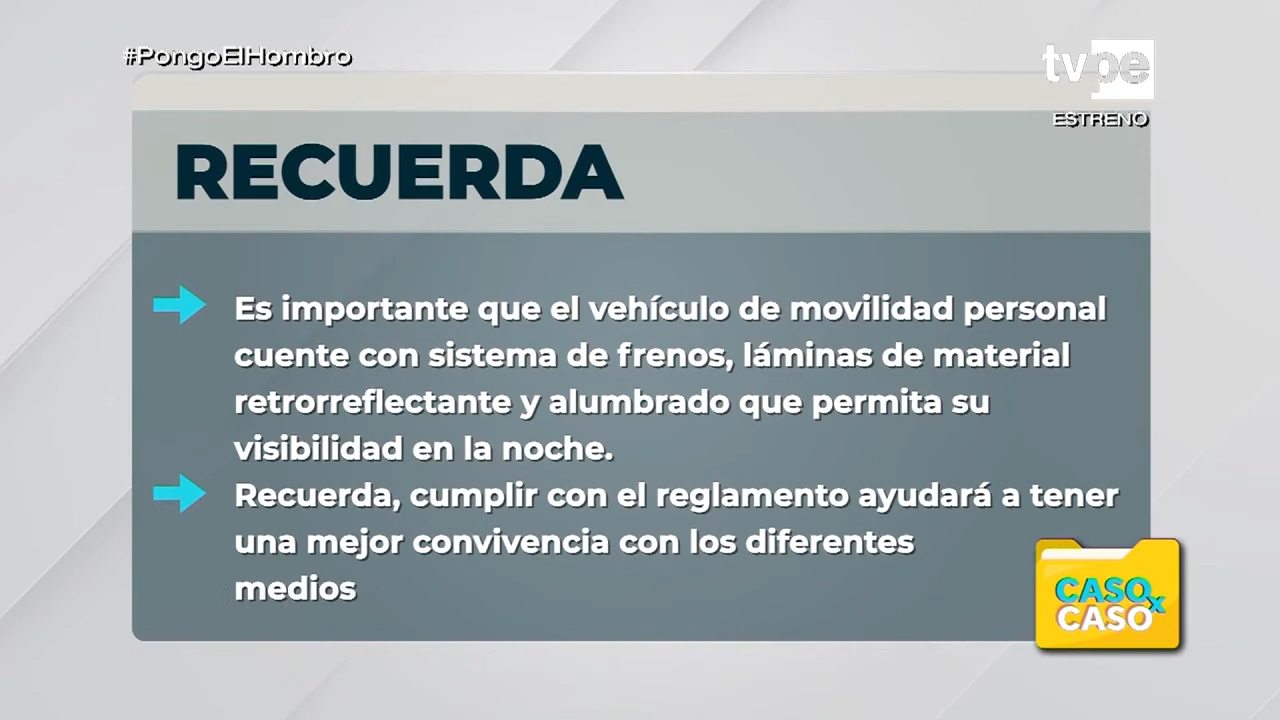 #PongoElHombro
tvpe
ESTRENO
RECUERDA
Es importante que el vehículo de movilidad personal
cuente con sistema de frenos, láminas de material
retrorreflectante y alumbrado que permita su
visibilidad en la noche.
Recuerda, cumplir con el reglamento ayudará a tener
una mejor convivencia con los diferentes
medios
CASO
x
CASO